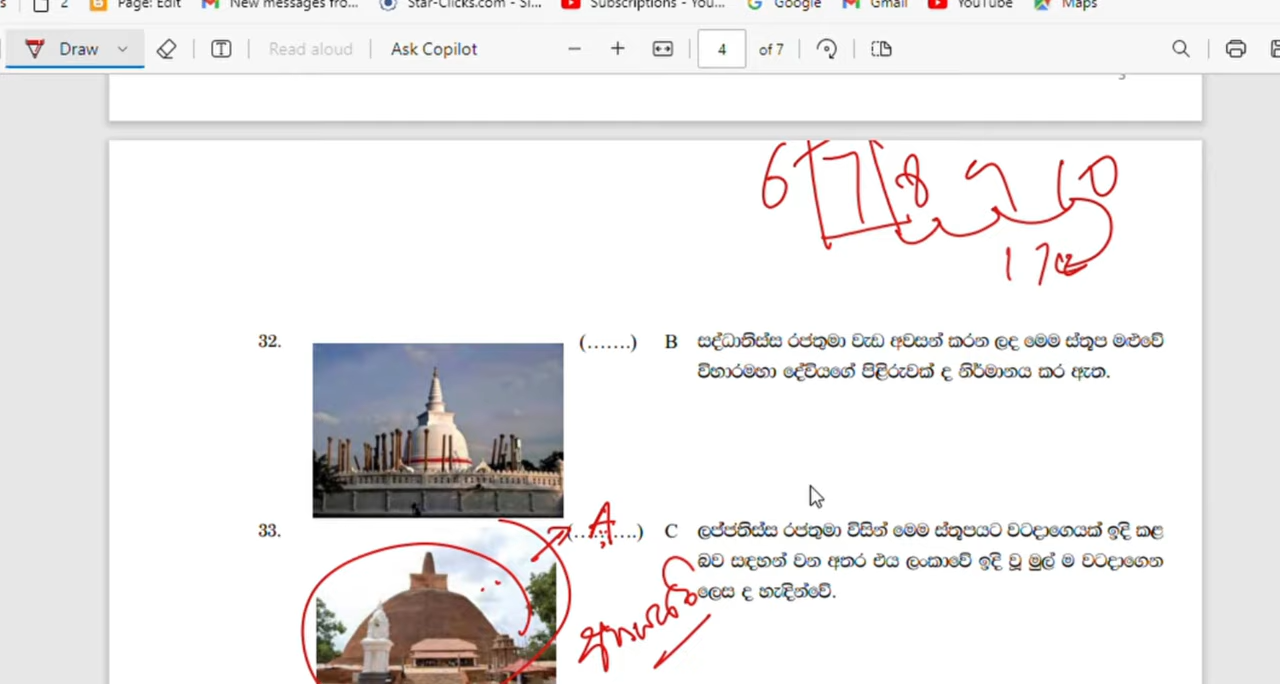 2 Page: Edit New messages fro... Star-Clicks.com - Si... Subscriptions - You... Google Gmail YouTube Maps
Draw Read aloud Ask Copilot 4 of 7
3
6 7 8 9 10
17
32. (.......) B සද්ධාතිස්ස රජතුමා වැඩ අවසන් කරන ලද මෙම ස්තූප මළුවේ
විහාරමහා දේවියගේ පිළිරුවක් ද නිර්මානය කර ඇත.
33. (.... A ....) C ලජ්ජතිස්ස රජතුමා විසින් මෙම ස්තූපයට වටදාගෙයක් ඉදි කළ
බව සඳහන් වන අතර එය ලංකාවේ ඉදි වූ මුල් ම වටදාගෙන
ලෙස ද හැඳින්වේ.